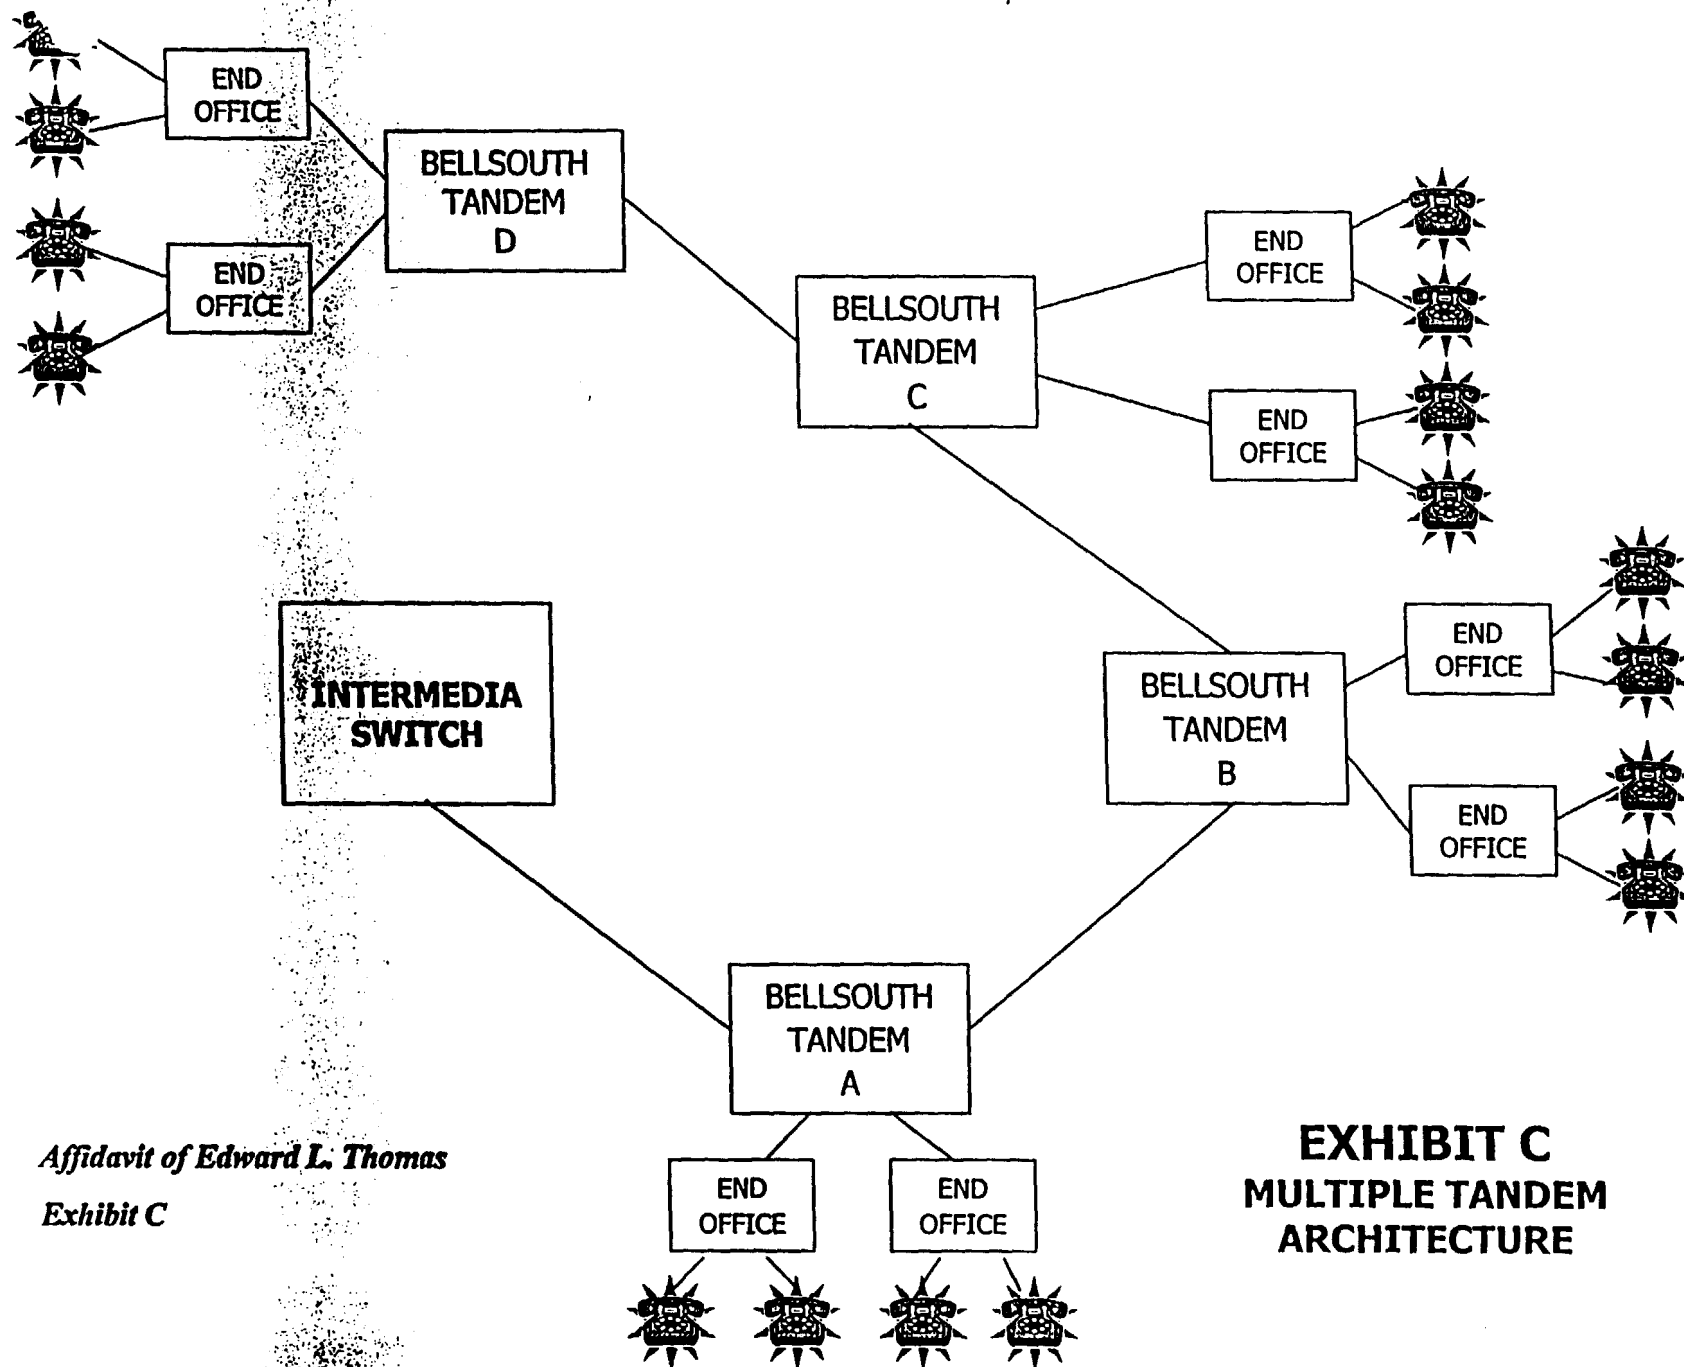 END
OFFICE
BELLSOUTH
TANDEM
D
END
OFFICE
BELLSOUTH
TANDEM
C
END
OFFICE
END
OFFICE
INTERMEDIA
SWITCH
BELLSOUTH
TANDEM
B
END
OFFICE
END
OFFICE
BELLSOUTH
TANDEM
A
END
OFFICE
END
OFFICE
Affidavit of Edward L. Thomas
Exhibit C
EXHIBIT C
MULTIPLE TANDEM
ARCHITECTURE